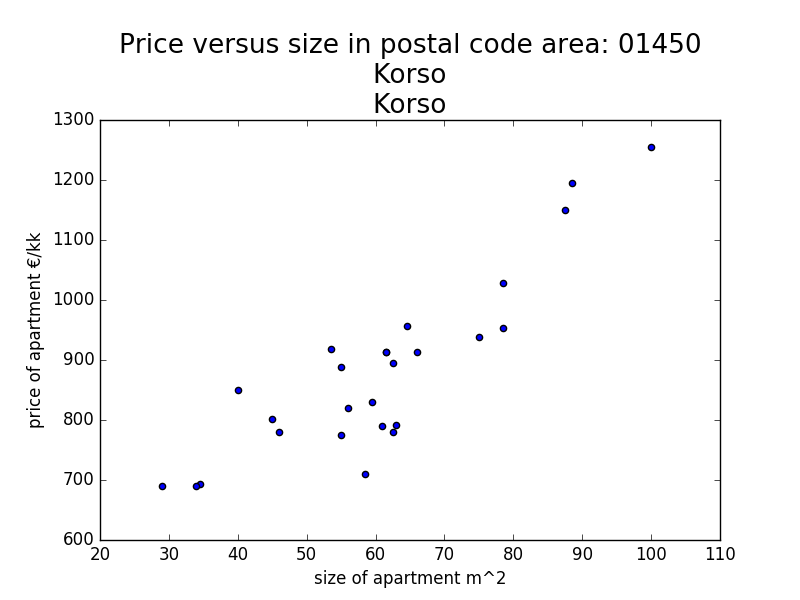 Price versus size in postal code area: 01450
Korso
Korso
1300
1200
1100
1000
900
800
700
600
price of apartment €/kk
20 30 40 50 60 70 80 90 100 110
size of apartment m^2